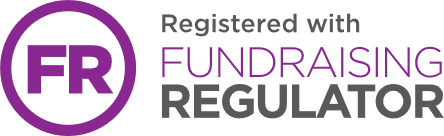 FR
Registered with
FUNDRAISING
REGULATOR